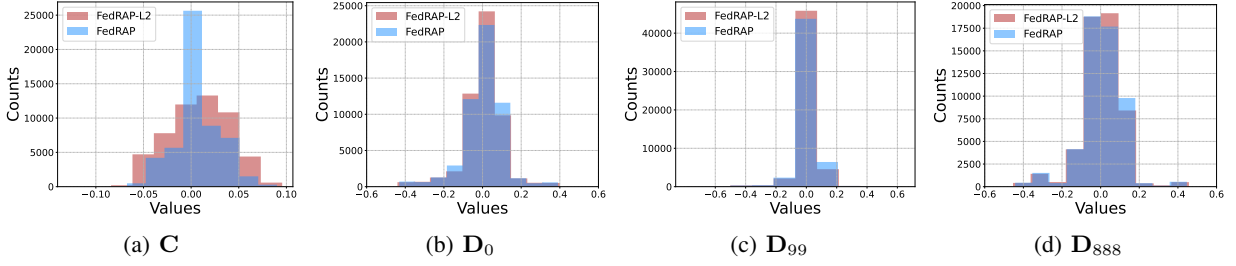 FedRAP-L2
FedRAP
Counts
25000
20000
15000
10000
5000
0
−0.10 −0.05 0.00 0.05 0.10
Values
(a) C
FedRAP-L2
FedRAP
Counts
25000
20000
15000
10000
5000
0
−0.6 −0.4 −0.2 0.0 0.2 0.4 0.6
Values
(b) D0
FedRAP-L2
FedRAP
Counts
40000
30000
20000
10000
0
−0.6 −0.4 −0.2 0.0 0.2 0.4 0.6
Values
(c) D99
FedRAP-L2
FedRAP
Counts
20000
17500
15000
12500
10000
7500
5000
2500
0
−0.6 −0.4 −0.2 0.0 0.2 0.4 0.6
Values
(d) D888